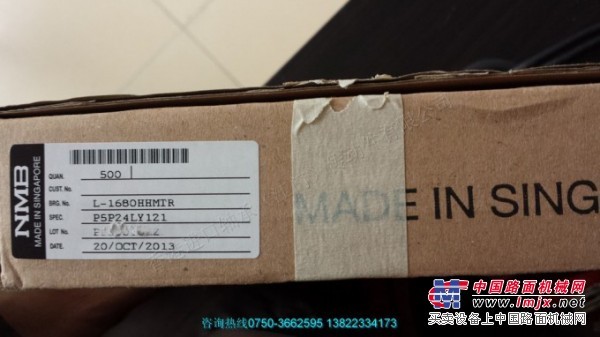 NMB
MADE IN SINGAPORE
QUAN. 500
CUST. No.
BRG. No. L-1680HHMTR
SPEC. P5P24LY121
LOT No.
DATE. 20/OCT/2013
MADE IN SING
中国路面机械网
www.lmjx.net
买卖设备上中国路面机械网
咨询热线0750-3662595 13822334173